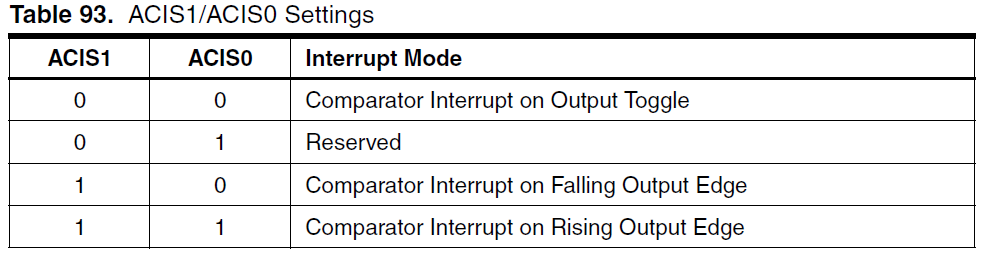 Table 93. ACIS1/ACIS0 Settings
ACIS1 ACIS0 Interrupt Mode
0 0 Comparator Interrupt on Output Toggle
0 1 Reserved
1 0 Comparator Interrupt on Falling Output Edge
1 1 Comparator Interrupt on Rising Output Edge